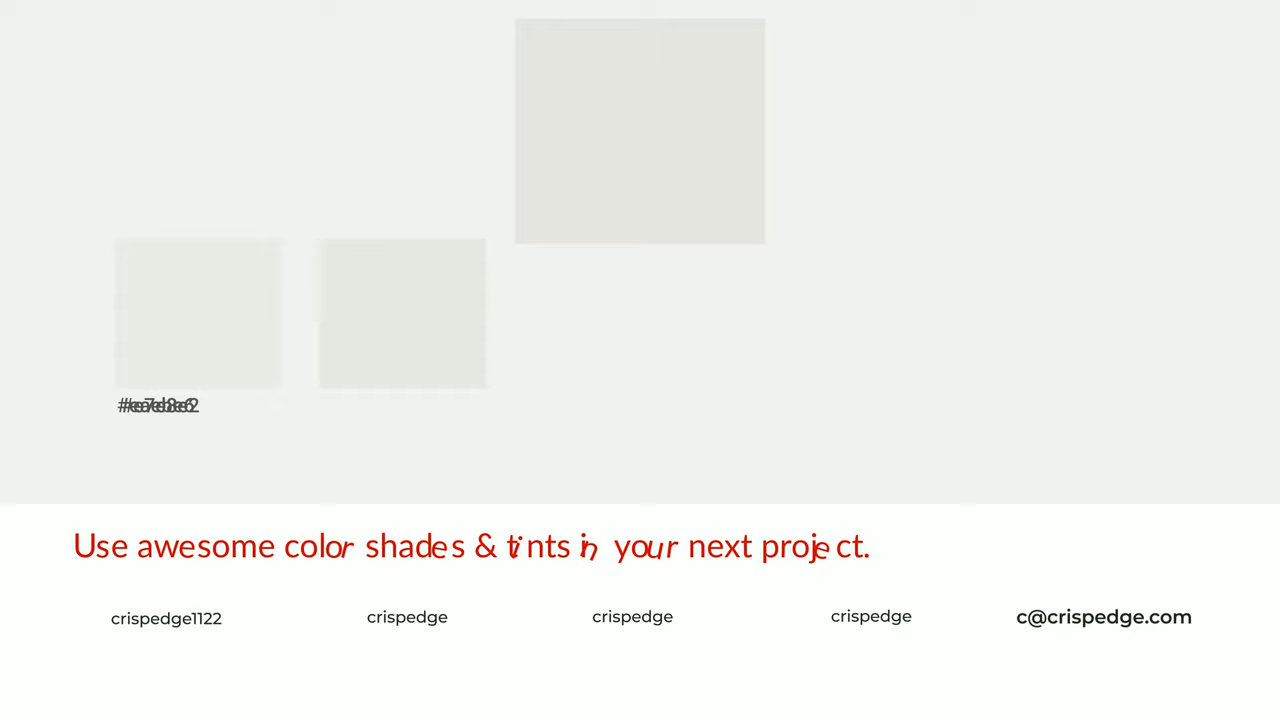 Use awesome color shades & tints in your next project.
crispedge1122 crispedge crispedge crispedge c@crispedge.com